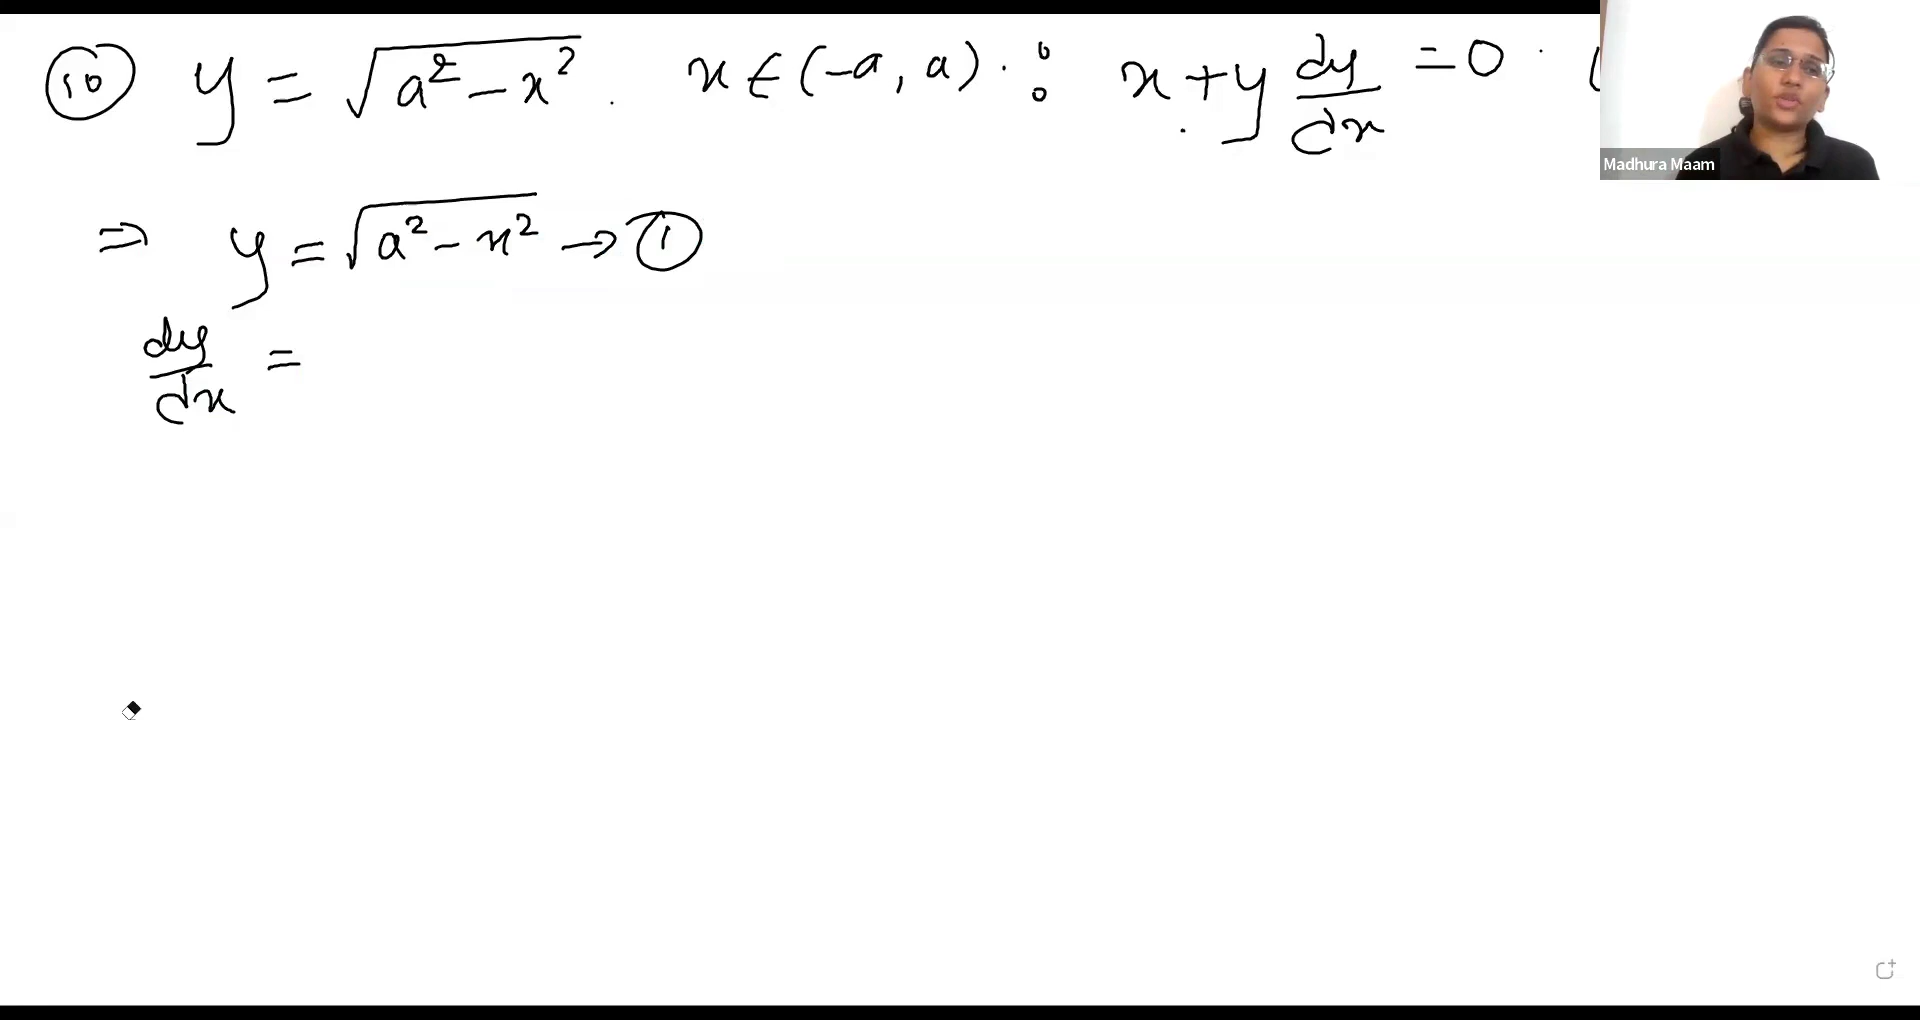 (10) y = √(a² - x²). x ∈ (-a, a). : x + y dy/dx = 0.
Madhura Maam
⇒ y = √(a² - x²) → (1)
dy/dx =